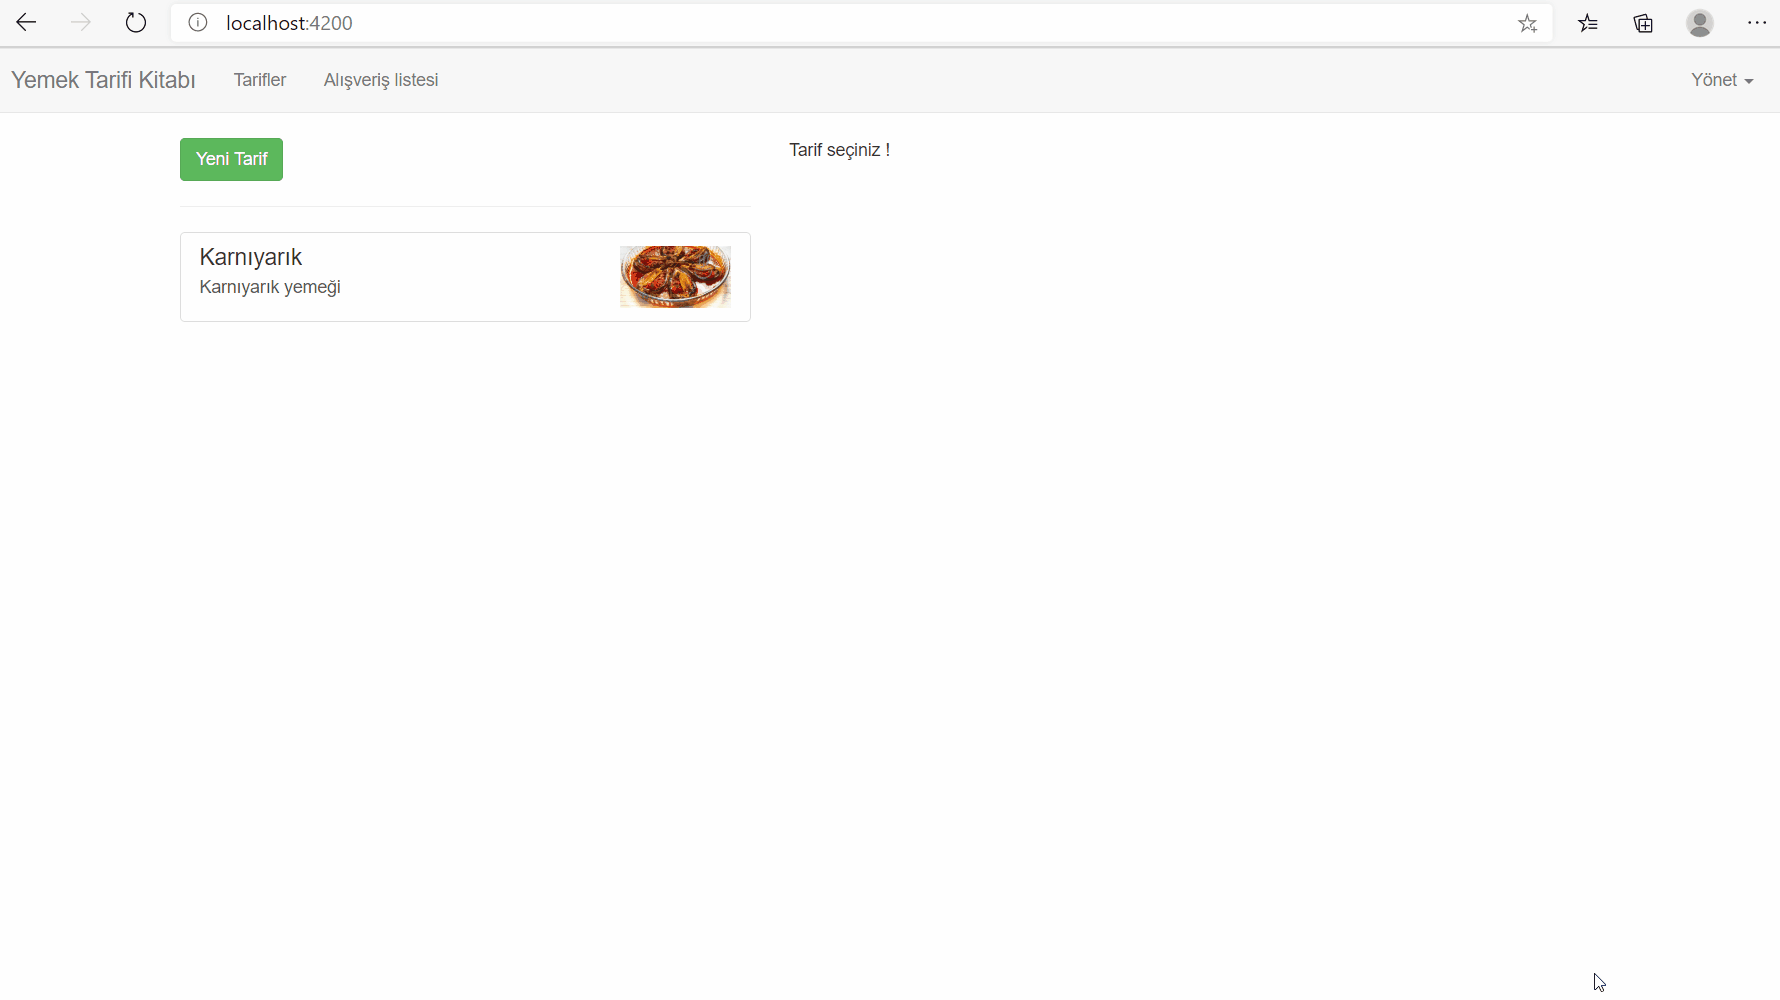 localhost:4200
Yemek Tarifi Kitabı Tarifler Alışveriş listesi Yönet
Yeni Tarif
Tarif seçiniz !
Karnıyarık
Karnıyarık yemeği